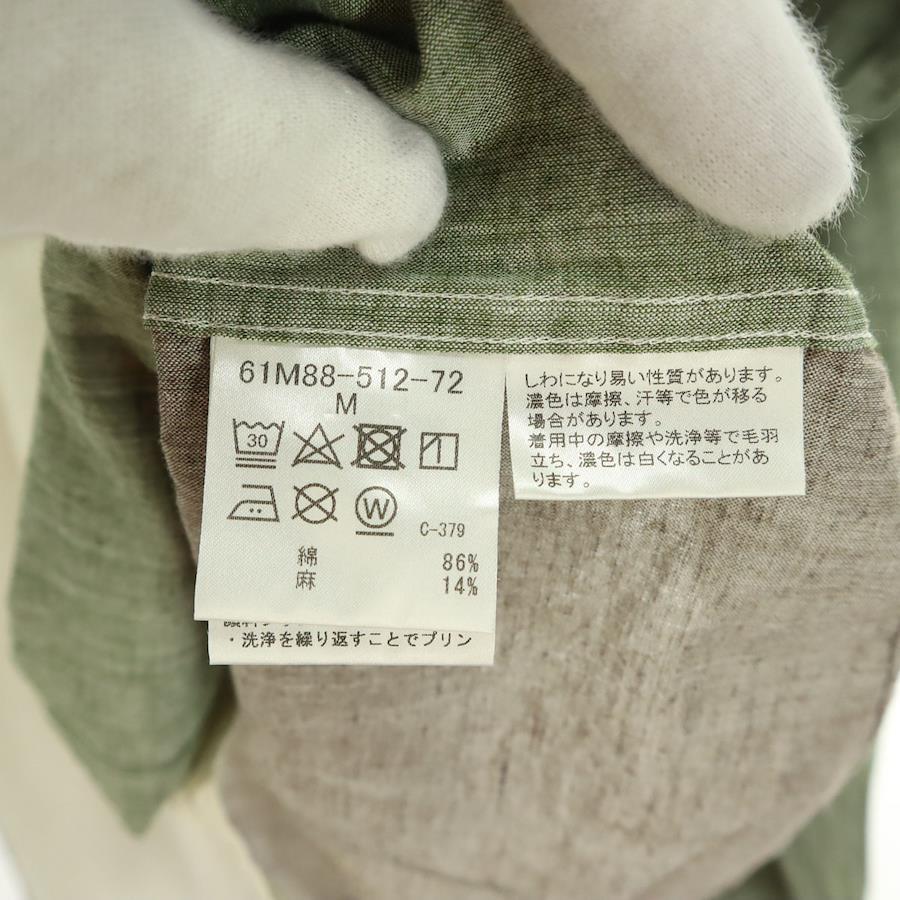 61M88-512-72
M
30
W
C-379
綿 86%
麻 14%
・洗浄を繰り返すことでプリン
しわになり易い性質があります。
濃色は摩擦、汗等で色が移る
場合があります。
着用中の摩擦や洗浄等で毛羽
立ち、濃色は白くなることがあ
ります。